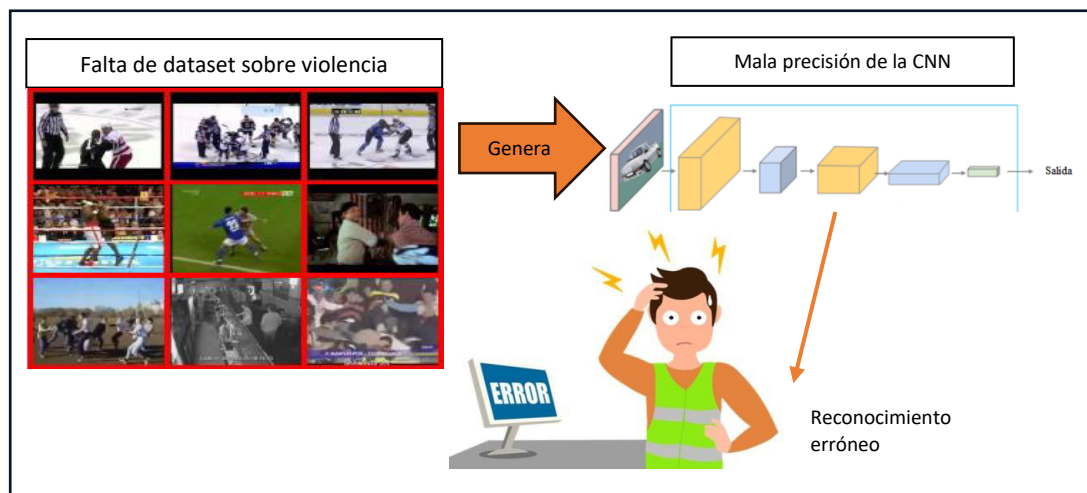 Falta de dataset sobre violencia
Mala precisión de la CNN
Genera
Salida
ERROR
Reconocimiento
erróneo